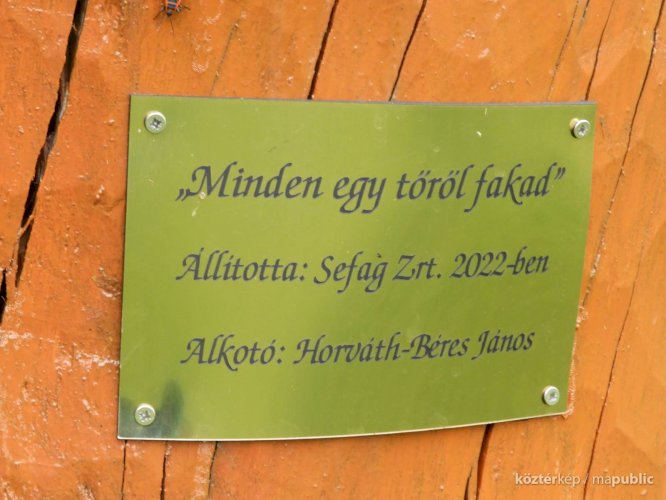 „Minden egy tőről fakad”
Állította: Sefag Zrt. 2022-ben
Alkotó: Horváth-Béres János
köztérkép / mapublic